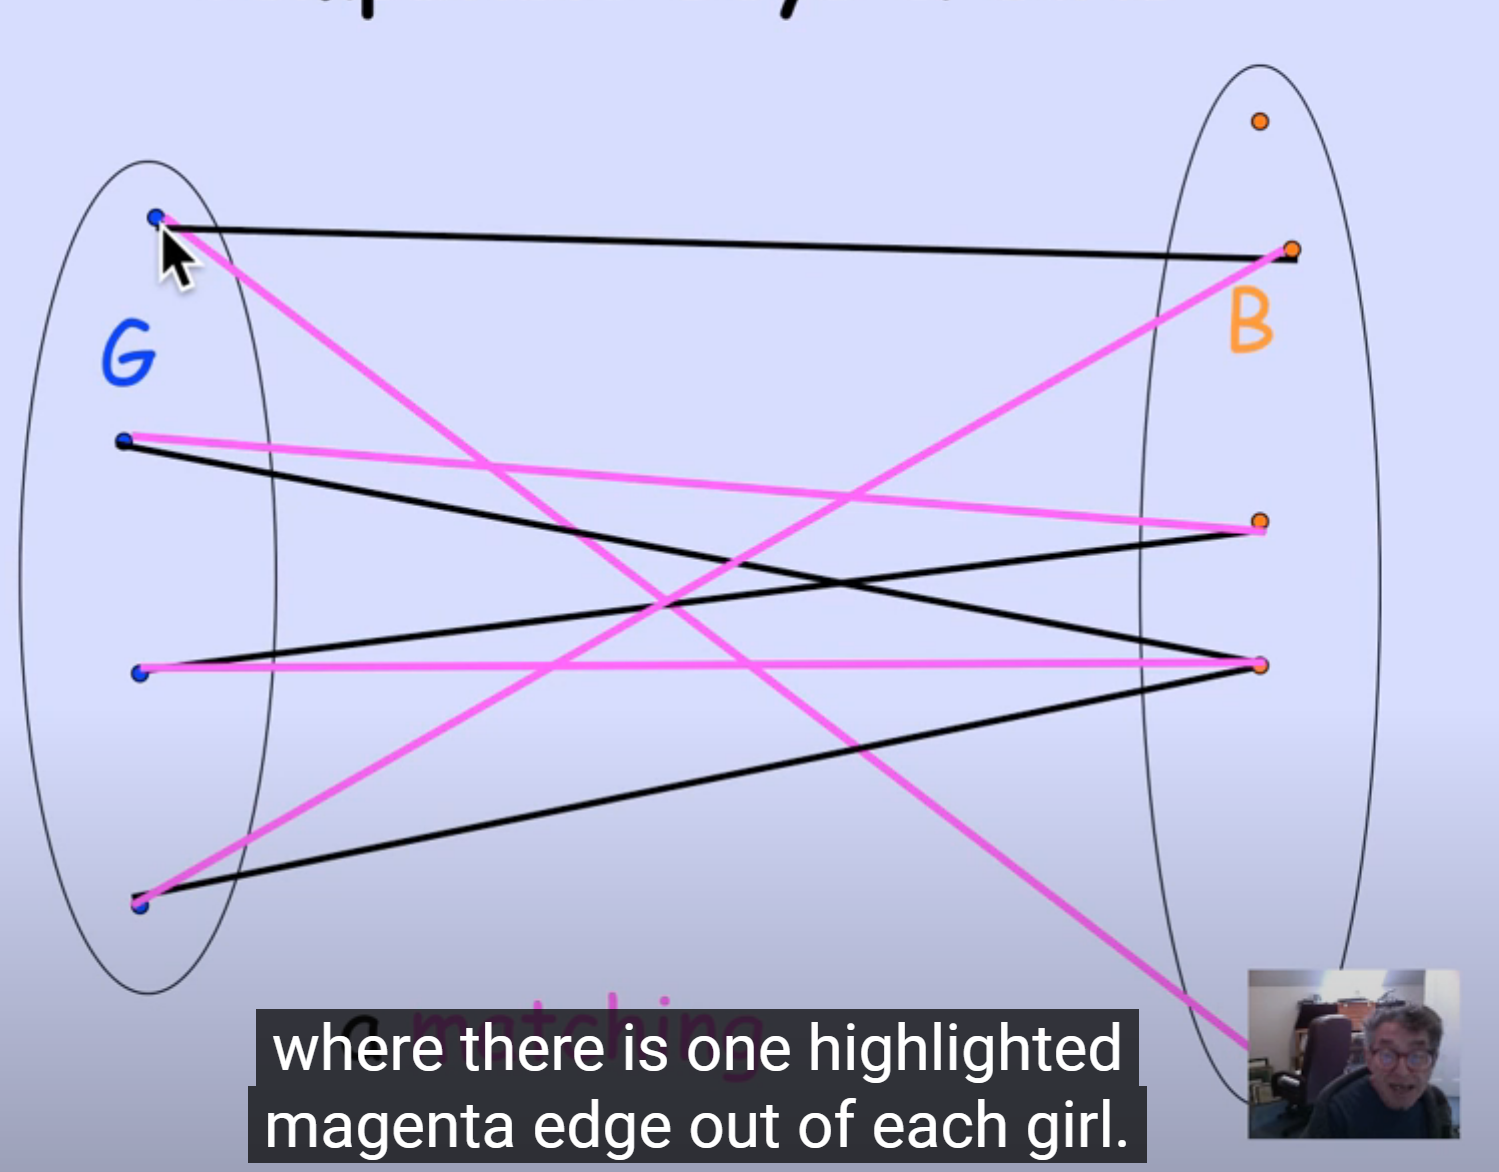 G
B
a matching
where there is one highlighted
magenta edge out of each girl.